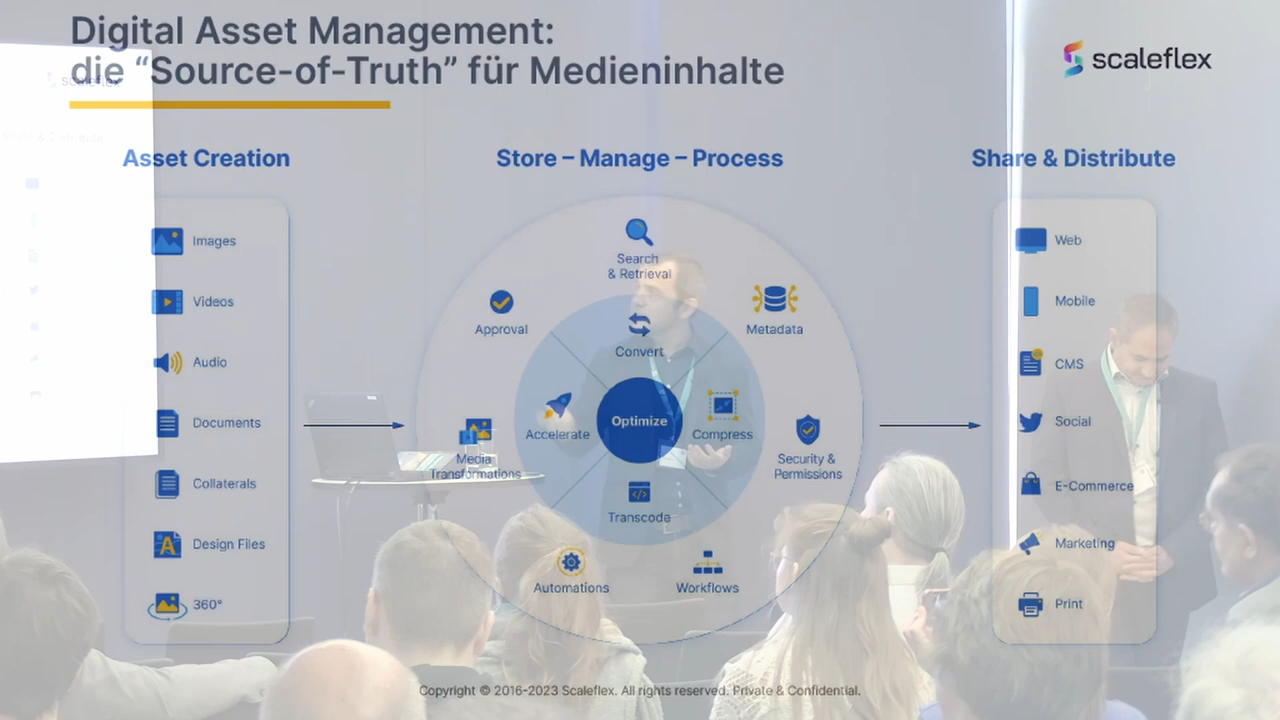 Digital Asset Management:
die “Source-of-Truth” für Medieninhalte
scaleflex
scaleflex
Asset Creation
Images
Videos
Audio
Documents
Collaterals
Design Files
360°
Store – Manage – Process
Search
& Retrieval
Approval
Metadata
Convert
Accelerate
Optimize
Compress
Media
Transformations
Security &
Permissions
Transcode
Automations
Workflows
Share & Distribute
Web
Mobile
CMS
Social
E-Commerce
Marketing
Print
Copyright © 2016-2023 Scaleflex. All rights reserved. Private & Confidential.